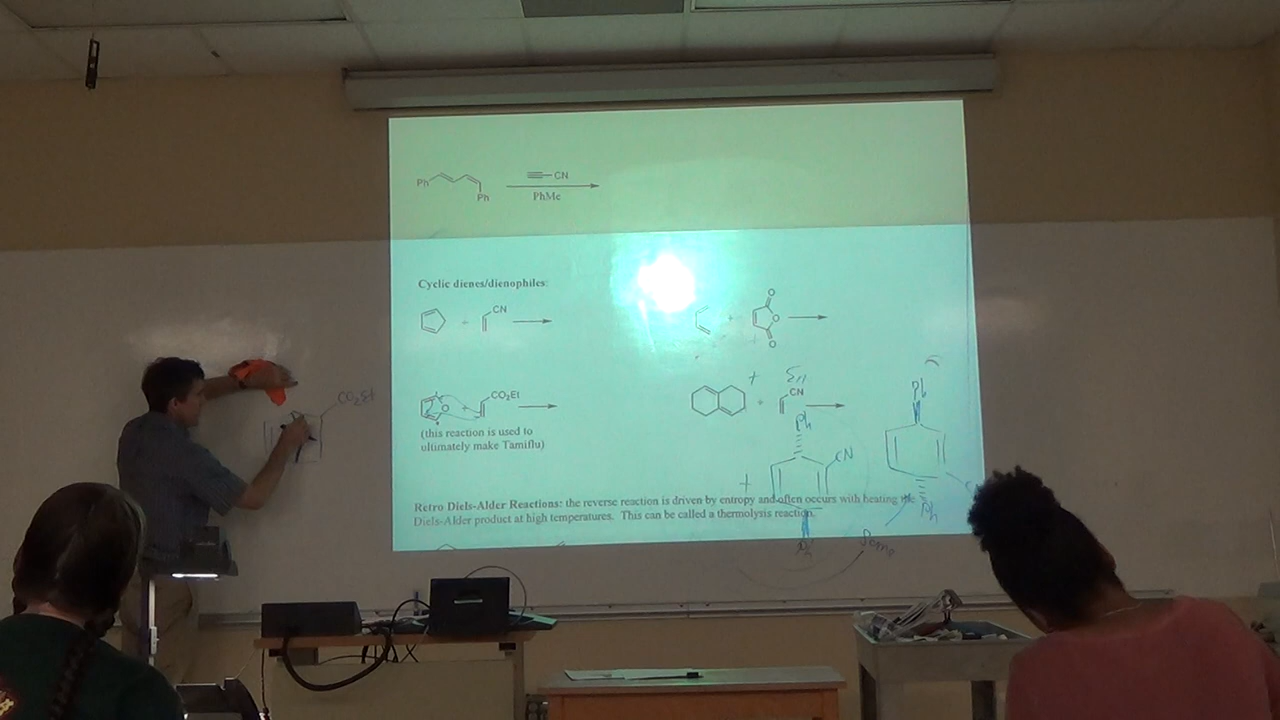 Ph
Ph
≡—CN
PhMe
Cyclic dienes/dienophiles:
+
CN
+
O
O
O
O
+
CO₂Et
(this reaction is used to
ultimately make Tamiflu)
+
CN
Retro Diels-Alder Reactions: the reverse reaction is driven by entropy and often occurs with heating the
Diels-Alder product at high temperatures. This can be called a thermolysis reaction.
CO₂Et
+
Ph
CN
+
Ph
Ph
Same